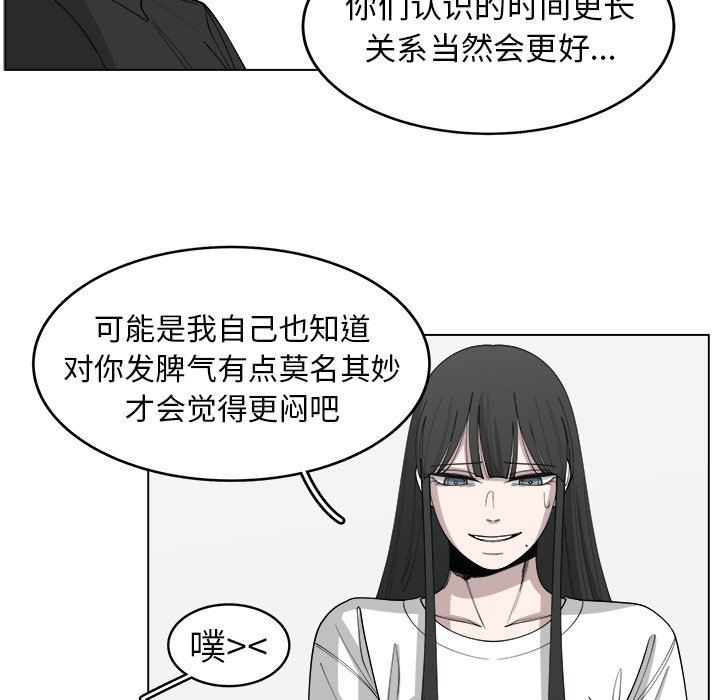 你们认识的时间更长
关系当然会更好...
可能是我自己也知道
对你发脾气有点莫名其妙
才会觉得更闷吧
噗><